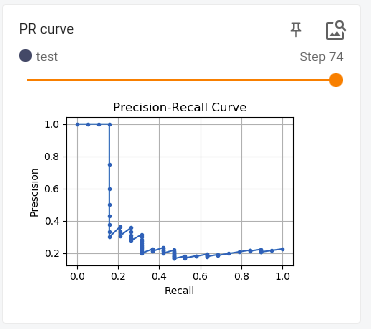 PR curve
test Step 74
Precision-Recall Curve
1.0
0.8
0.6
0.4
0.2
Prescision
0.0 0.2 0.4 0.6 0.8 1.0
Recall